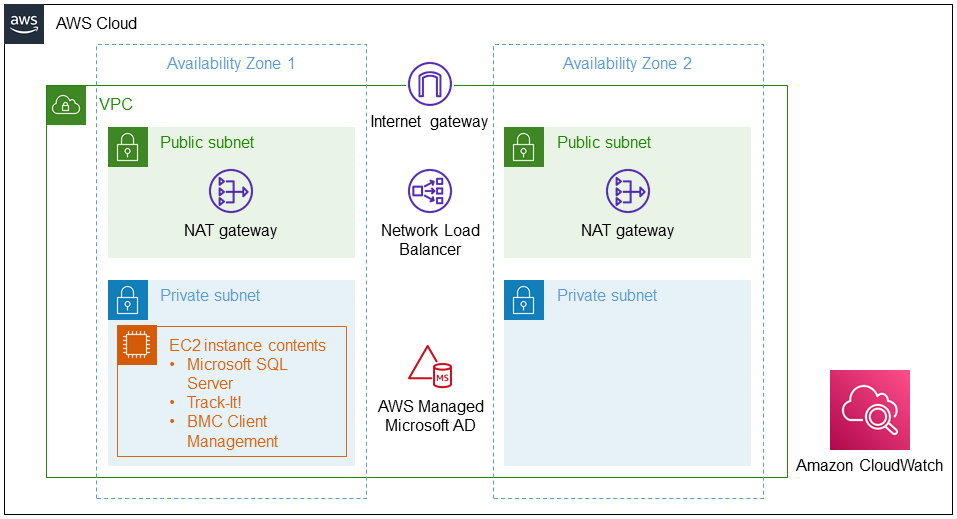 aws
AWS Cloud
Availability Zone 1
Availability Zone 2
VPC
Internet gateway
Public subnet
NAT gateway
Network Load
Balancer
Public subnet
NAT gateway
Private subnet
EC2 instance contents
• Microsoft SQL
Server
• Track-It!
• BMC Client
Management
MS
AWS Managed
Microsoft AD
Private subnet
Amazon CloudWatch